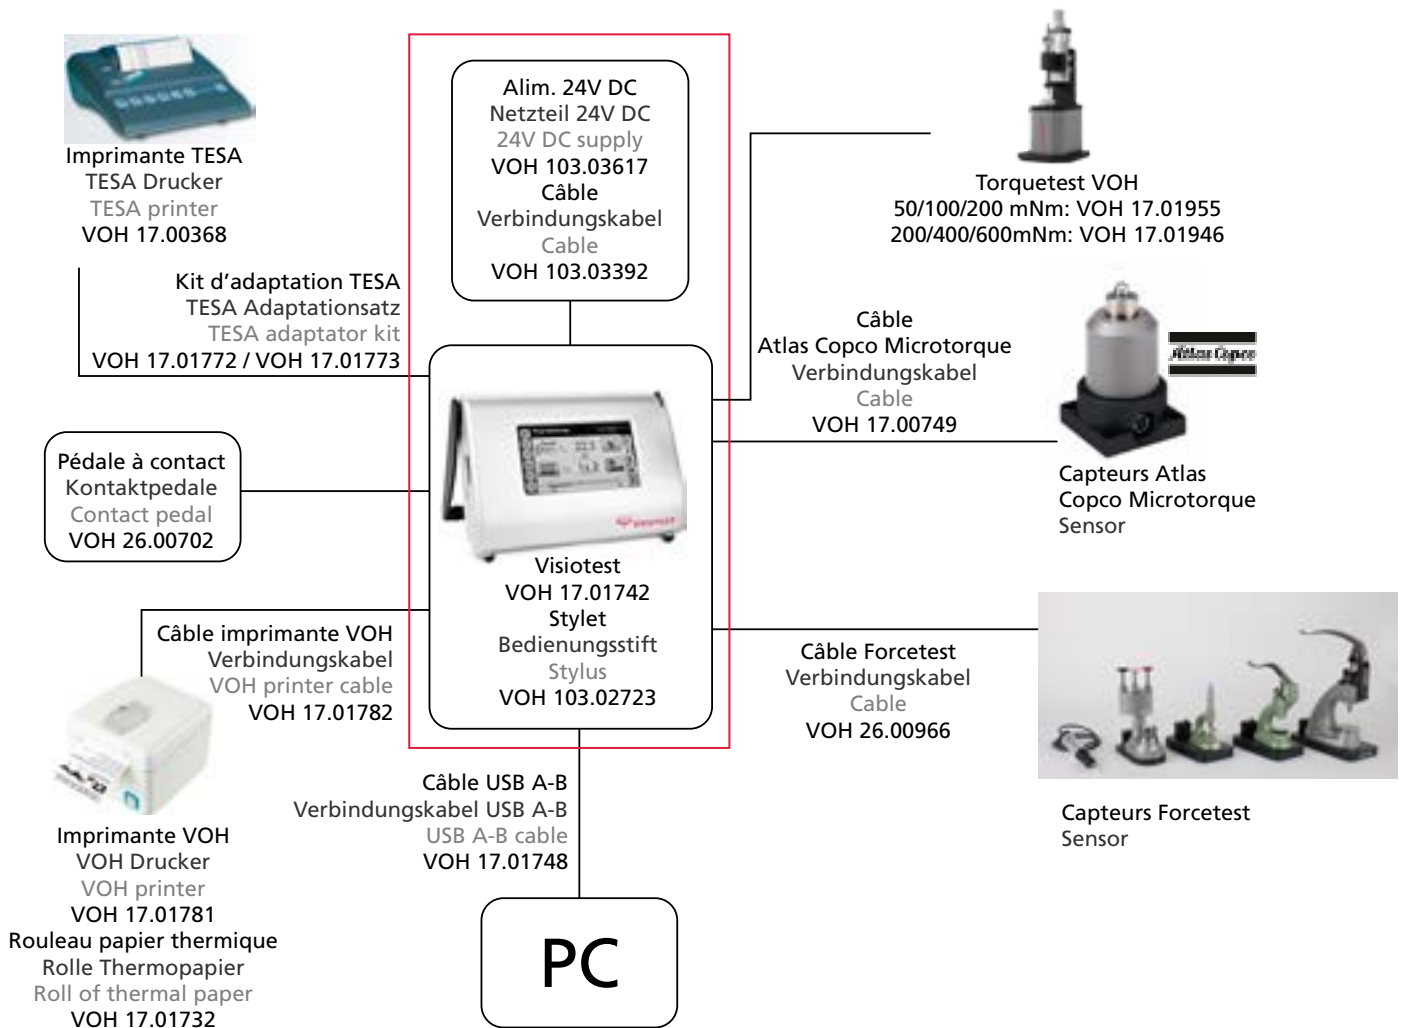 Imprimante TESA
TESA Drucker
TESA printer
VOH 17.00368
Kit d’adaptation TESA
TESA Adaptationsatz
TESA adaptator kit
VOH 17.01772 / VOH 17.01773
Alim. 24V DC
Netzteil 24V DC
24V DC supply
VOH 103.03617
Câble
Verbindungskabel
Cable
VOH 103.03392
Torquetest VOH
50/100/200 mNm: VOH 17.01955
200/400/600mNm: VOH 17.01946
Câble
Atlas Copco Microtorque
Verbindungskabel
Cable
VOH 17.00749
Atlas Copco
Capteurs Atlas
Copco Microtorque
Sensor
Pédale à contact
Kontaktpedale
Contact pedal
VOH 26.00702
Visiotest
VOH 17.01742
Stylet
Bedienungsstift
Stylus
VOH 103.02723
Câble imprimante VOH
Verbindungskabel
VOH printer cable
VOH 17.01782
Câble Forcetest
Verbindungskabel
Cable
VOH 26.00966
Capteurs Forcetest
Sensor
Imprimante VOH
VOH Drucker
VOH printer
VOH 17.01781
Rouleau papier thermique
Rolle Thermopapier
Roll of thermal paper
VOH 17.01732
Câble USB A-B
Verbindungskabel USB A-B
USB A-B cable
VOH 17.01748
PC